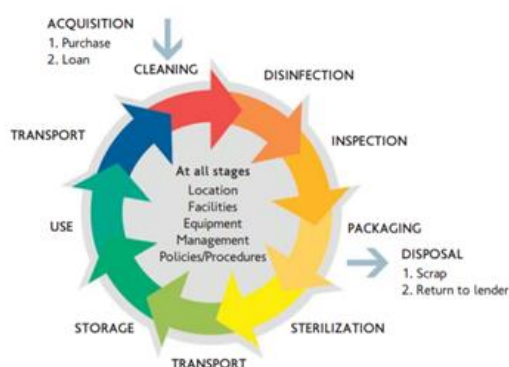 ACQUISITION
1. Purchase
2. Loan
CLEANING
DISINFECTION
INSPECTION
PACKAGING
DISPOSAL
1. Scrap
2. Return to lender
STERILIZATION
TRANSPORT
STORAGE
USE
TRANSPORT
At all stages
Location
Facilities
Equipment
Management
Policies/Procedures